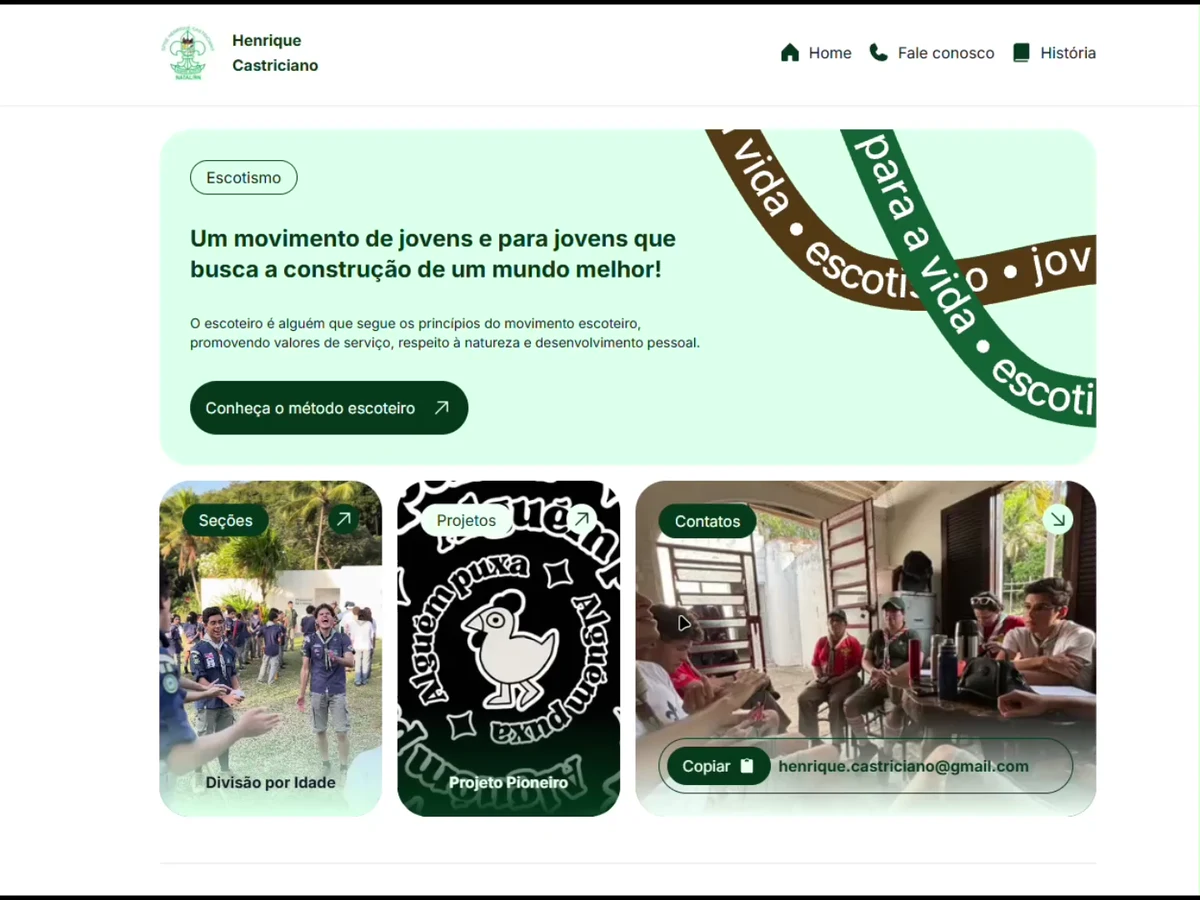 Henrique
Castriciano
Home
Fale conosco
História
Escotismo
Um movimento de jovens e para jovens que
busca a construção de um mundo melhor!
O escoteiro é alguém que segue os princípios do movimento escoteiro,
promovendo valores de serviço, respeito à natureza e desenvolvimento pessoal.
Conheça o método escoteiro
vida • escotis o • jov
para a vida • escoti
Seções
Divisão por Idade
Projetos
Alguém puxa
Alguém puxa
Projeto Pioneiro
Contatos
Copiar
henrique.castriciano@gmail.com